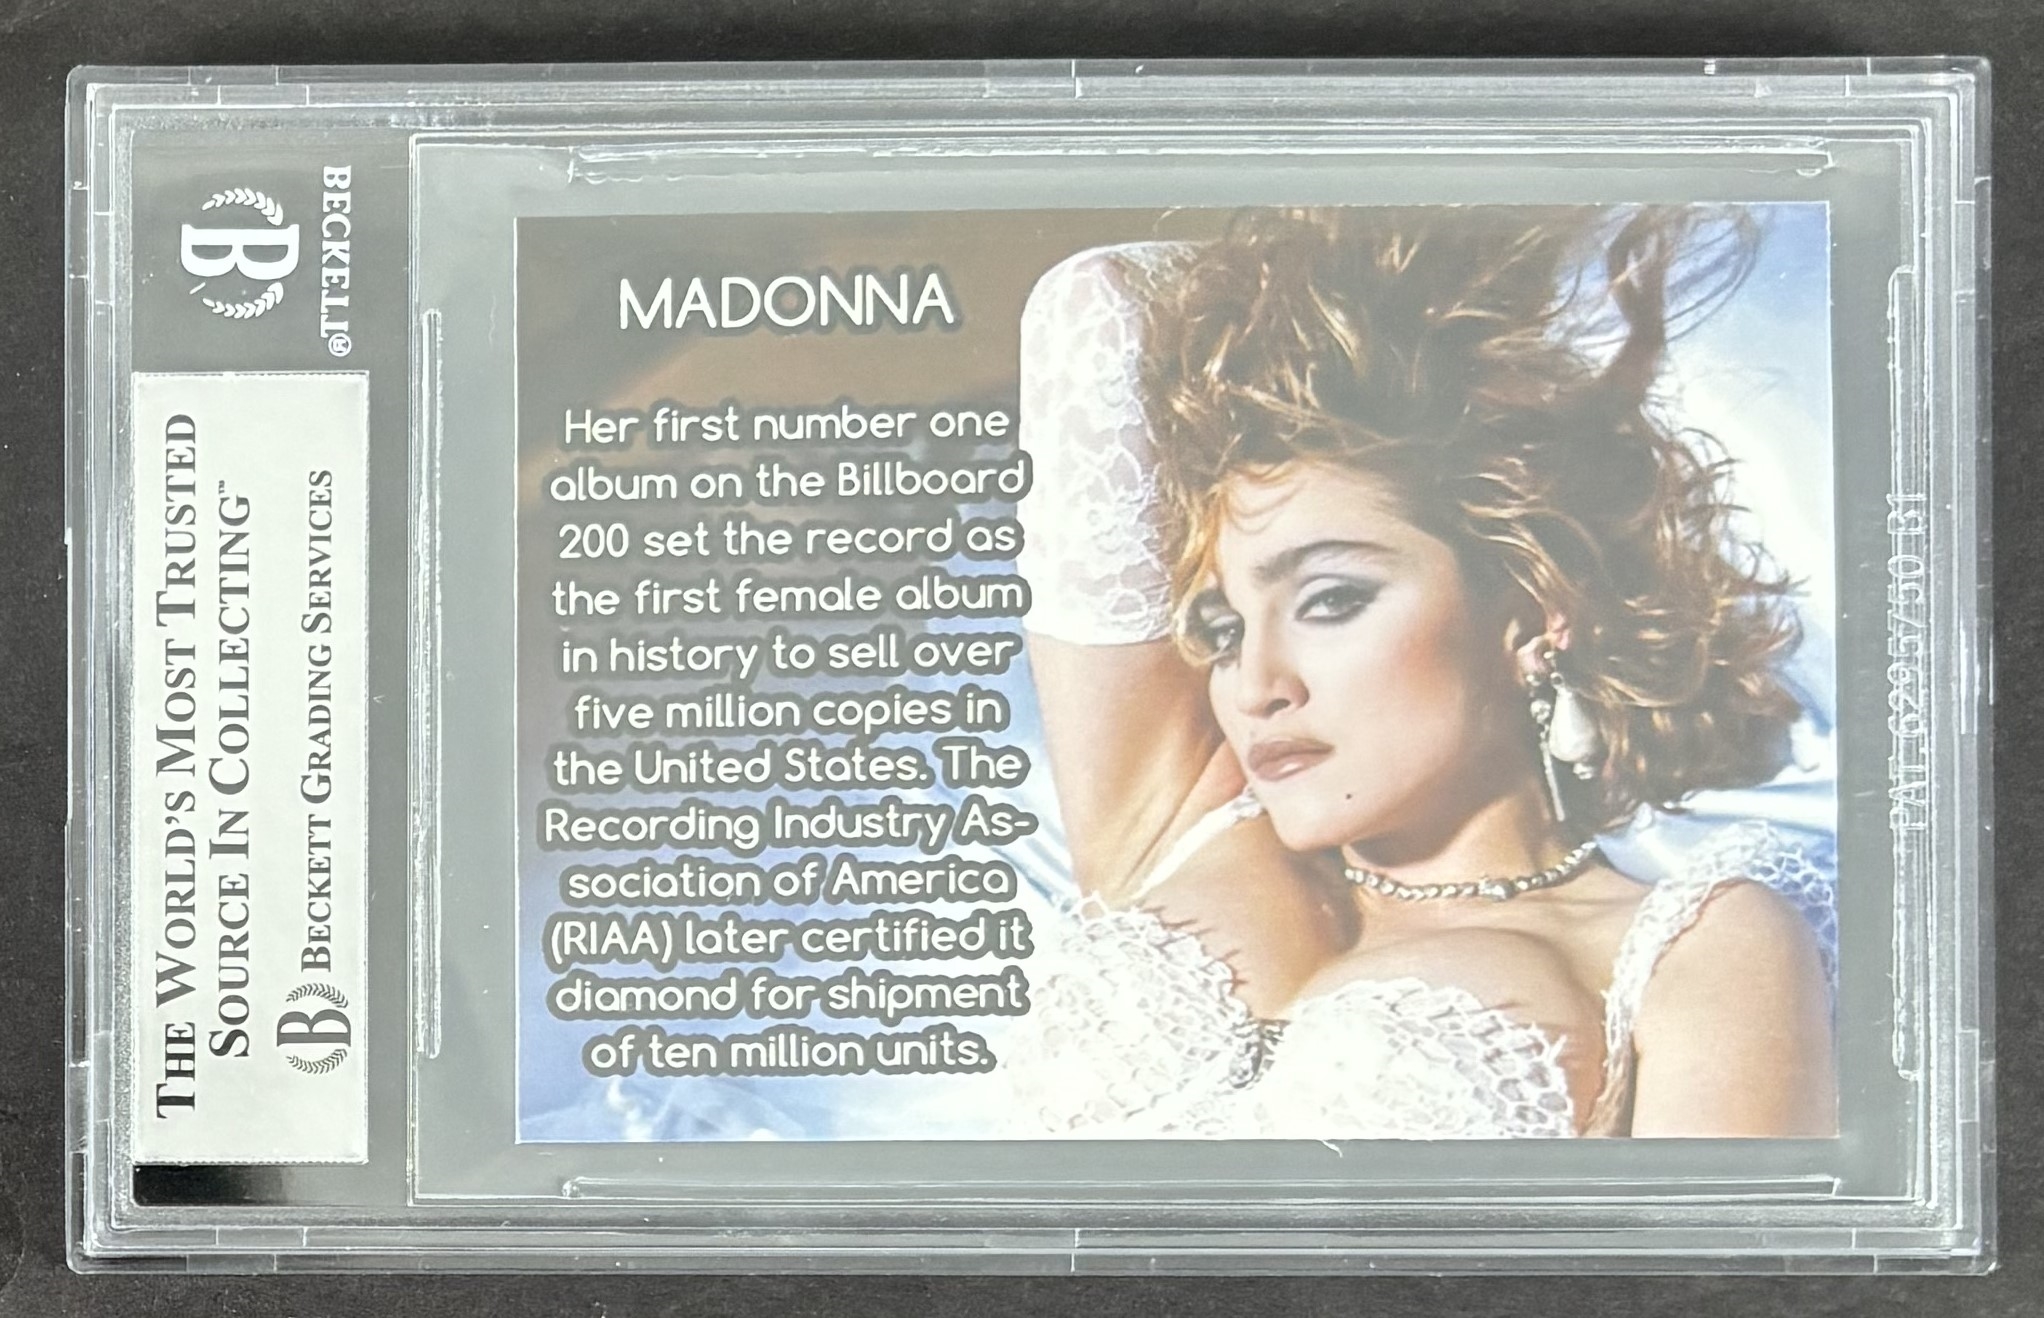 BECKETT®
B
THE WORLD'S MOST TRUSTED
SOURCE IN COLLECTING™
B BECKETT GRADING SERVICES
MADONNA
Her first number one
album on the Billboard
200 set the record as
the first female album
in history to sell over
five million copies in
the United States. The
Recording Industry As-
sociation of America
(RIAA) later certified it
diamond for shipment
of ten million units.
PAT. 6295750 B1